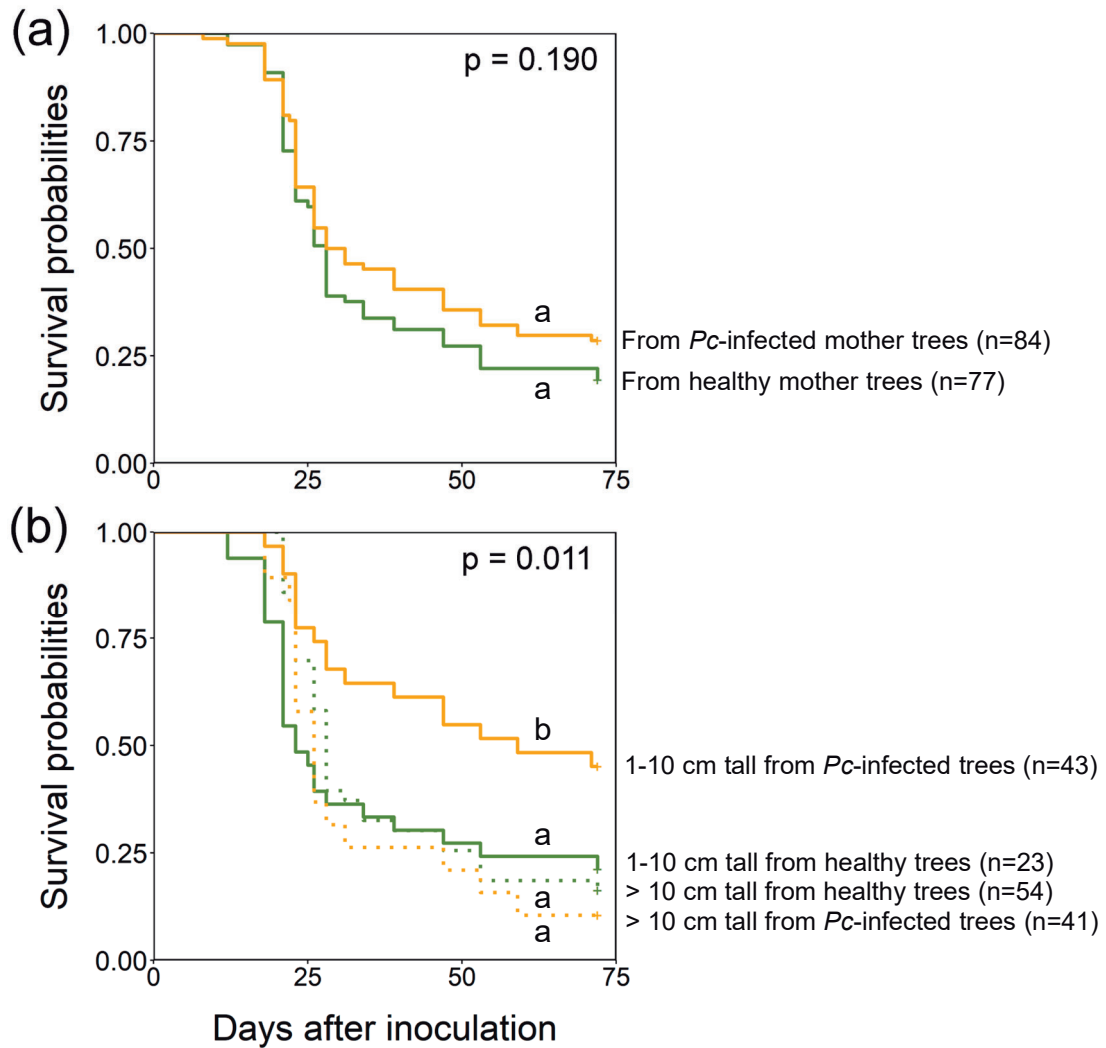 (a)
Survival probabilities
1.00
0.75
0.50
0.25
0.00
p = 0.190
a
a
From Pc-infected mother trees (n=84)
From healthy mother trees (n=77)
0
25
50
75
(b)
Survival probabilities
1.00
0.75
0.50
0.25
0.00
p = 0.011
b
a
a
a
1-10 cm tall from Pc-infected trees (n=43)
1-10 cm tall from healthy trees (n=23)
> 10 cm tall from healthy trees (n=54)
> 10 cm tall from Pc-infected trees (n=41)
0
25
50
75
Days after inoculation